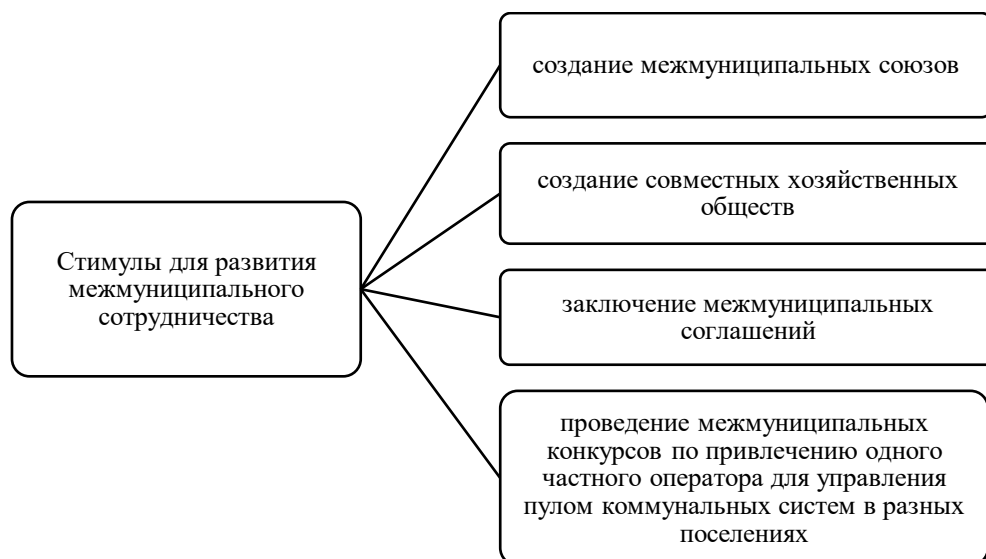 Стимулы для развития
межмуниципального
сотрудничества
создание межмуниципальных союзов
создание совместных хозяйственных
обществ
заключение межмуниципальных
соглашений
проведение межмуниципальных
конкурсов по привлечению одного
частного оператора для управления
пулом коммунальных систем в разных
поселениях